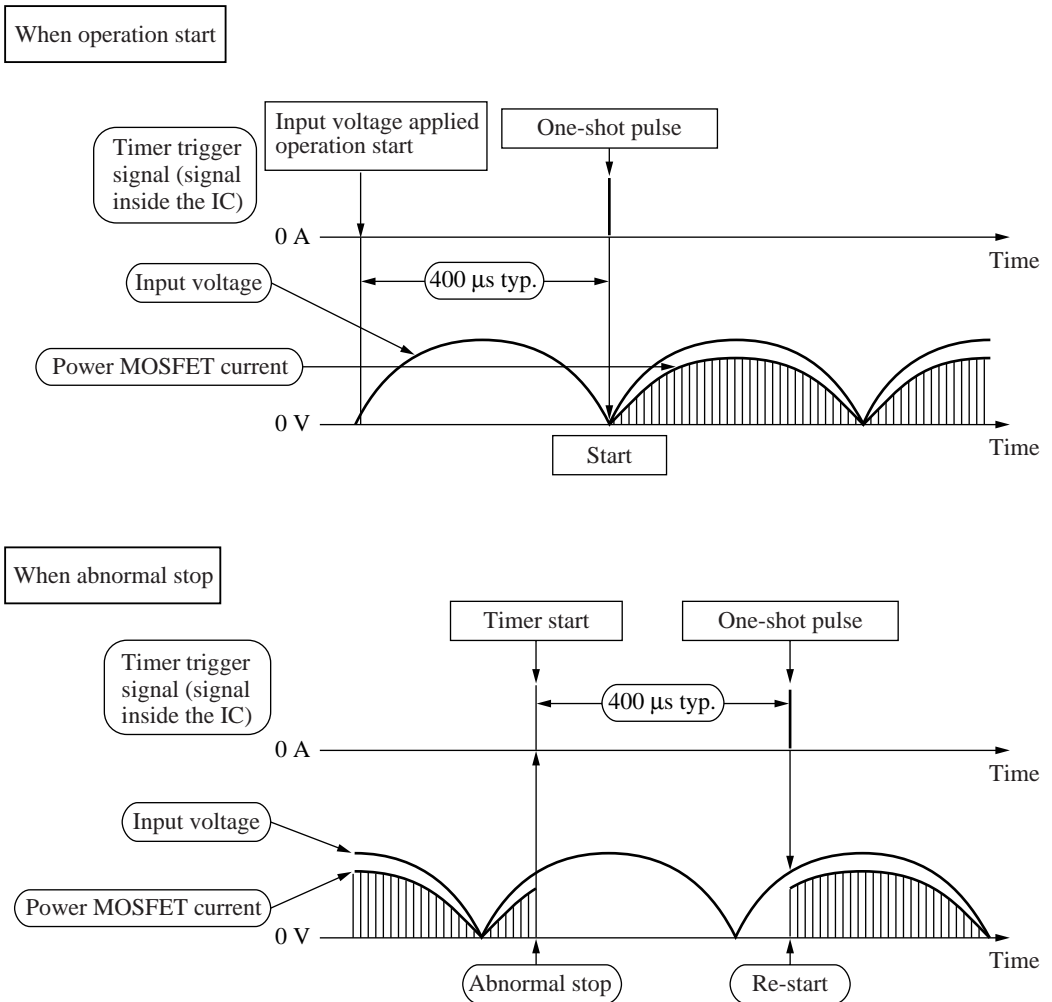 When operation start
Input voltage applied
operation start
One-shot pulse
Timer trigger
signal (signal
inside the IC)
0 A
Time
Input voltage
400 µs typ.
Power MOSFET current
0 V
Time
Start
When abnormal stop
Timer start
One-shot pulse
Timer trigger
signal (signal
inside the IC)
400 µs typ.
0 A
Time
Input voltage
Power MOSFET current
0 V
Time
Abnormal stop
Re-start